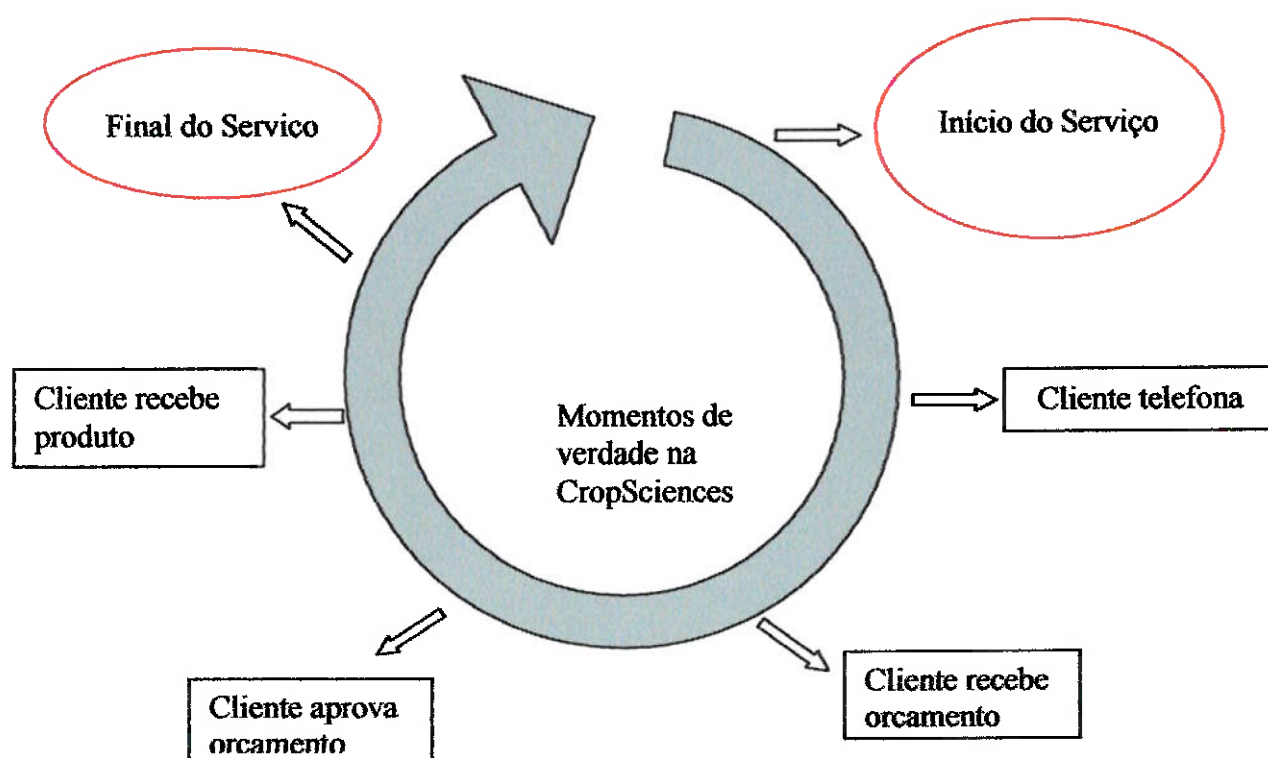 Final do Servico
Início do Serviço
Cliente recebe
produto
Cliente telefona
Momentos de
verdade na
CropSciences
Cliente aprova
orcamento
Cliente recebe
orcamento